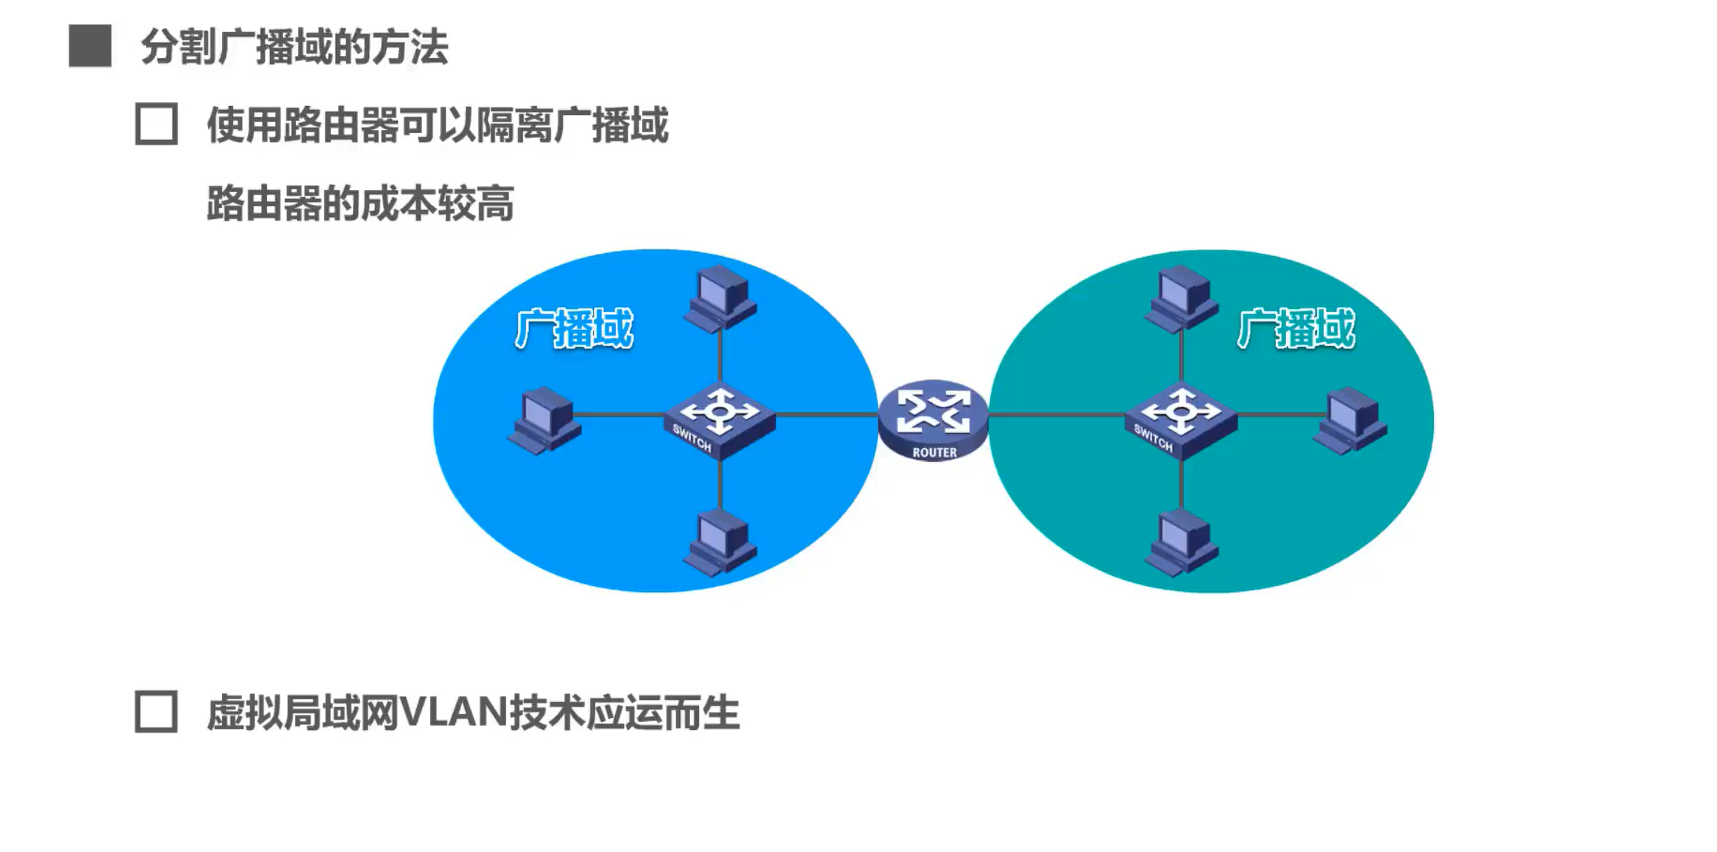 分割广播域的方法
使用路由器可以隔离广播域
路由器的成本较高
广播域
广播域
SWITCH
ROUTER
SWITCH
虚拟局域网VLAN技术应运而生